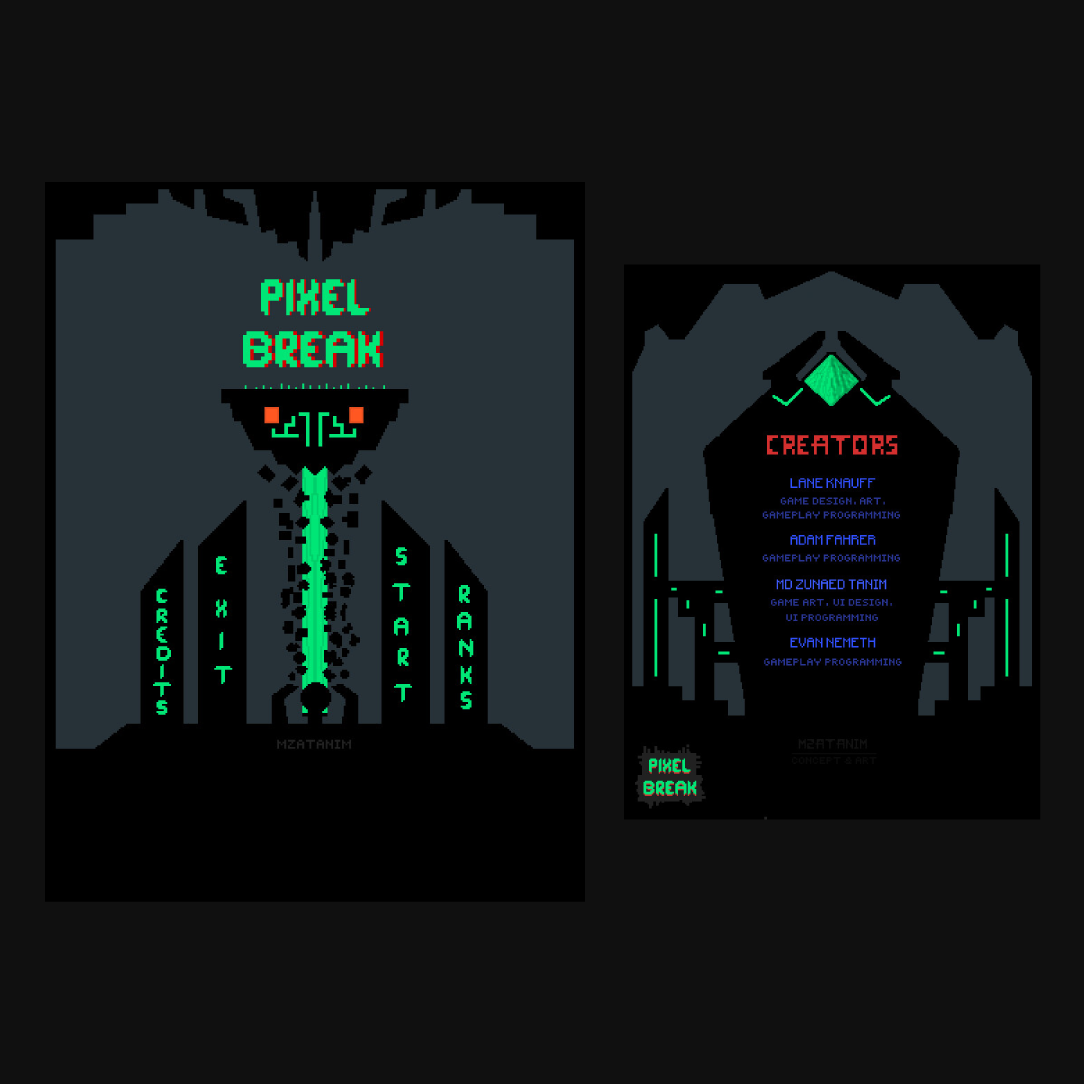 PIXEL
BREAK
CREDITS
EXIT
START
RANKS
MZATANIM
CREATORS
LANE KNAUFF
GAME DESIGN, ART,
GAMEPLAY PROGRAMMING
ADAM FAHRER
GAMEPLAY PROGRAMMING
MD ZUNAED TANIM
GAME ART, UI DESIGN,
UI PROGRAMMING
EVAN NEMETH
GAMEPLAY PROGRAMMING
MZATANIM
CONCEPT & ART
PIXEL
BREAK